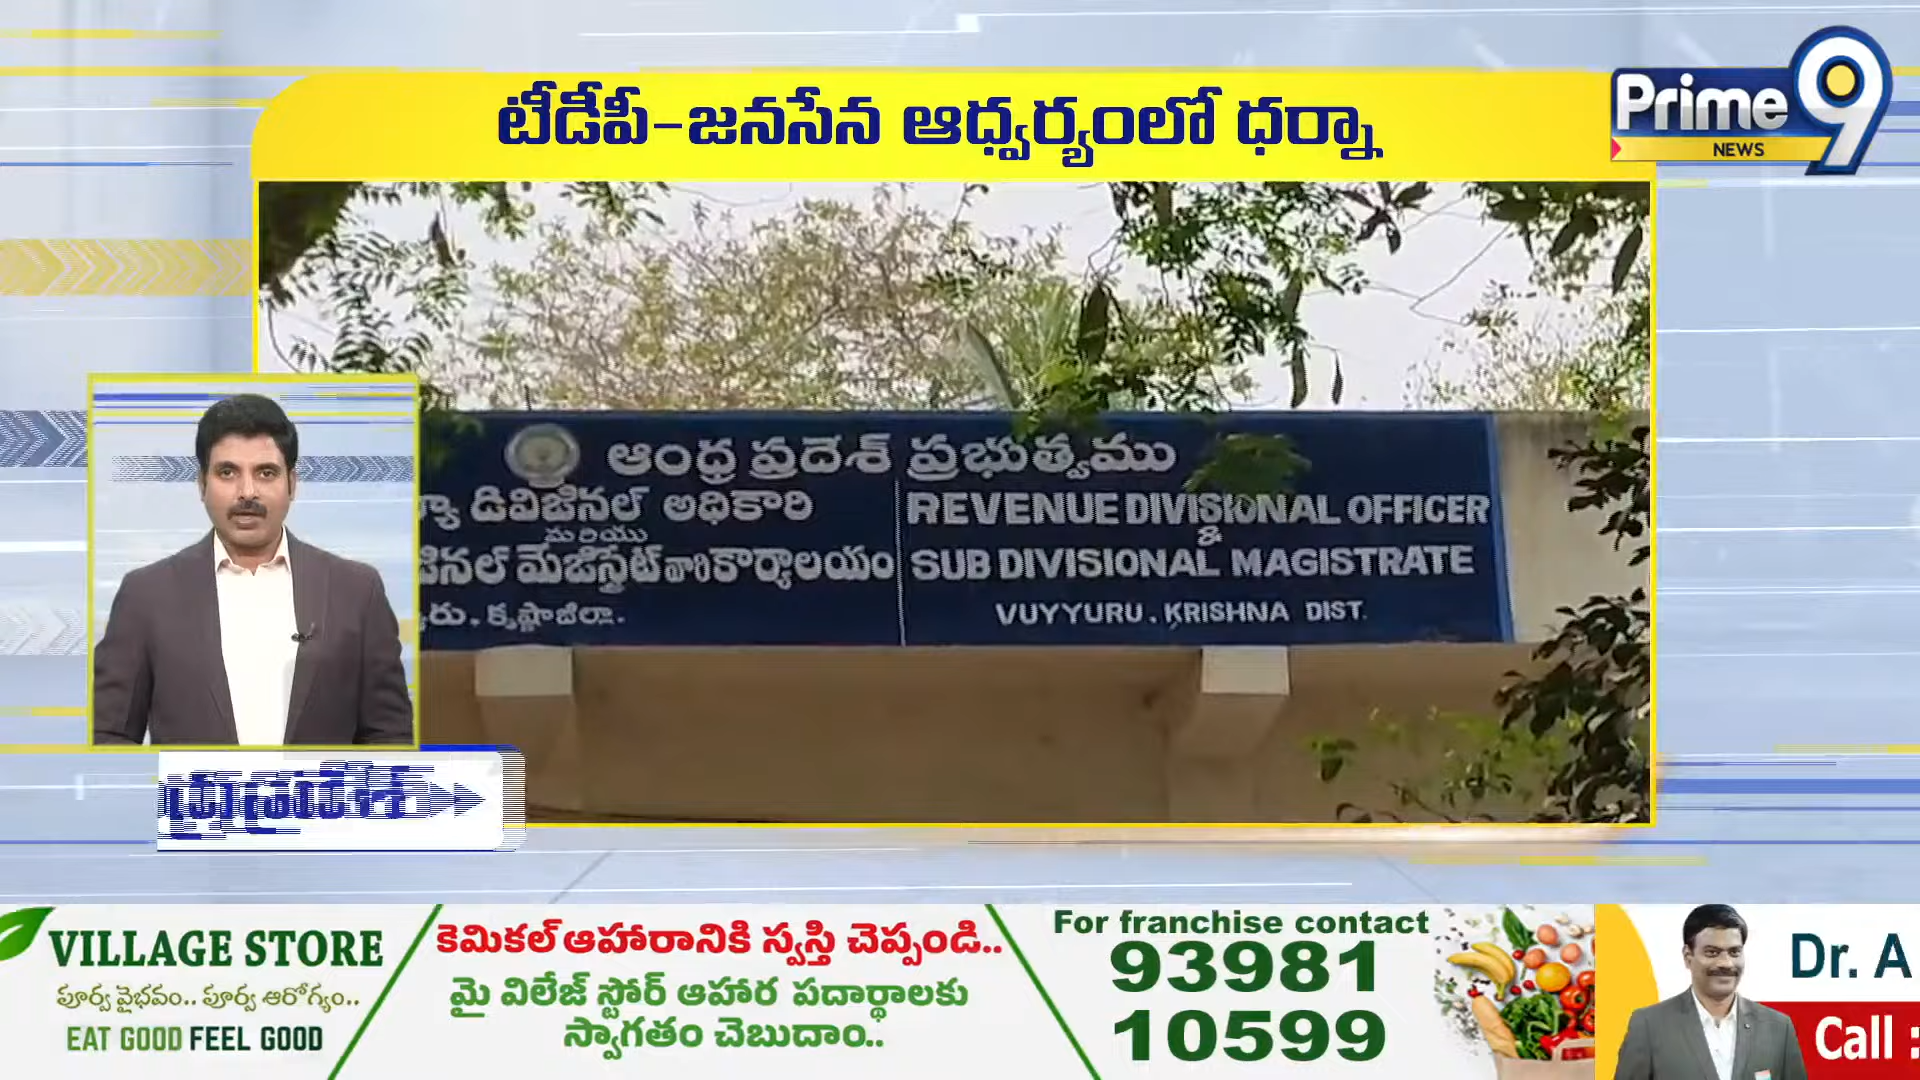 టీడీపీ-జనసేన ఆధ్వర్యంలో ధర్నా
Prime 9
NEWS
ఆంధ్ర ప్రదేశ్ ప్రభుత్వము
డివిజినల్ అధికారి
మరియు
మేజిస్ట్రేట్ వారి కార్యాలయం
కృష్ణాజిల్లా.
REVENUE DIVISIONAL OFFICER
&
SUB DIVISIONAL MAGISTRATE
VUYYURU. KRISHNA DIST.
VILLAGE STORE
పూర్వ వైభవం.. పూర్వ ఆరోగ్యం..
EAT GOOD FEEL GOOD
కెమికల్ ఆహారానికి స్వస్తి చెప్పండి..
మై విలేజ్ స్టోర్ ఆహార పదార్థాలకు
స్వాగతం చెబుదాం..
For franchise contact
93981
10599
Dr. A
Call :